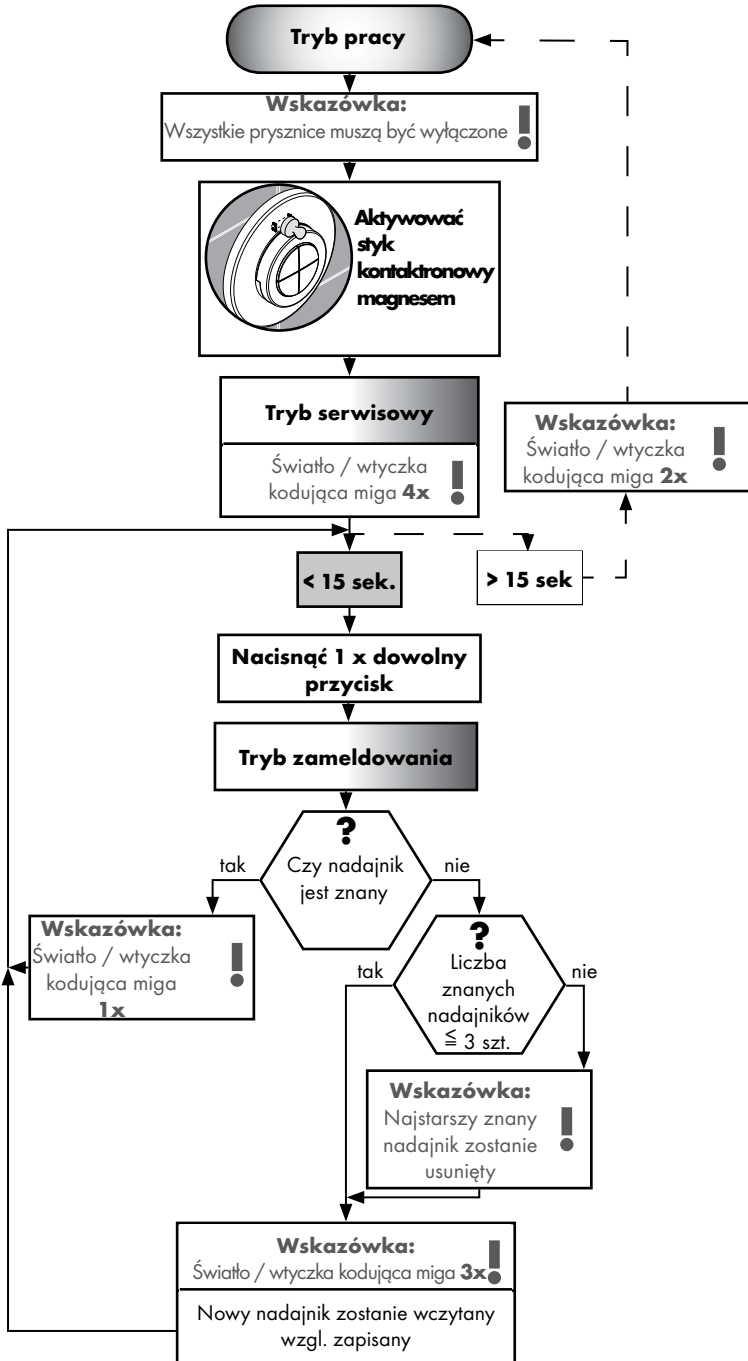 Tryb pracy
Wskazówka:
Wszystkie prysznice muszą być wyłączone
!
Aktywować
styk
kontaktronowy
magnesem
Tryb serwisowy
Światło / wtyczka
kodująca miga 4x
!
Wskazówka:
Światło / wtyczka
kodująca miga 2x
!
< 15 sek.
> 15 sek
Nacisnąć 1 x dowolny
przycisk
Tryb zameldowania
?
Czy nadajnik
jest znany
tak
nie
Wskazówka:
Światło / wtyczka
kodująca miga
1x
!
?
Liczba
znanych
nadajników
≦ 3 szt.
tak
nie
Wskazówka:
Najstarszy znany
nadajnik zostanie
usunięty
!
Wskazówka:
Światło / wtyczka kodująca miga 3x
!
Nowy nadajnik zostanie wczytany
wzgl. zapisany